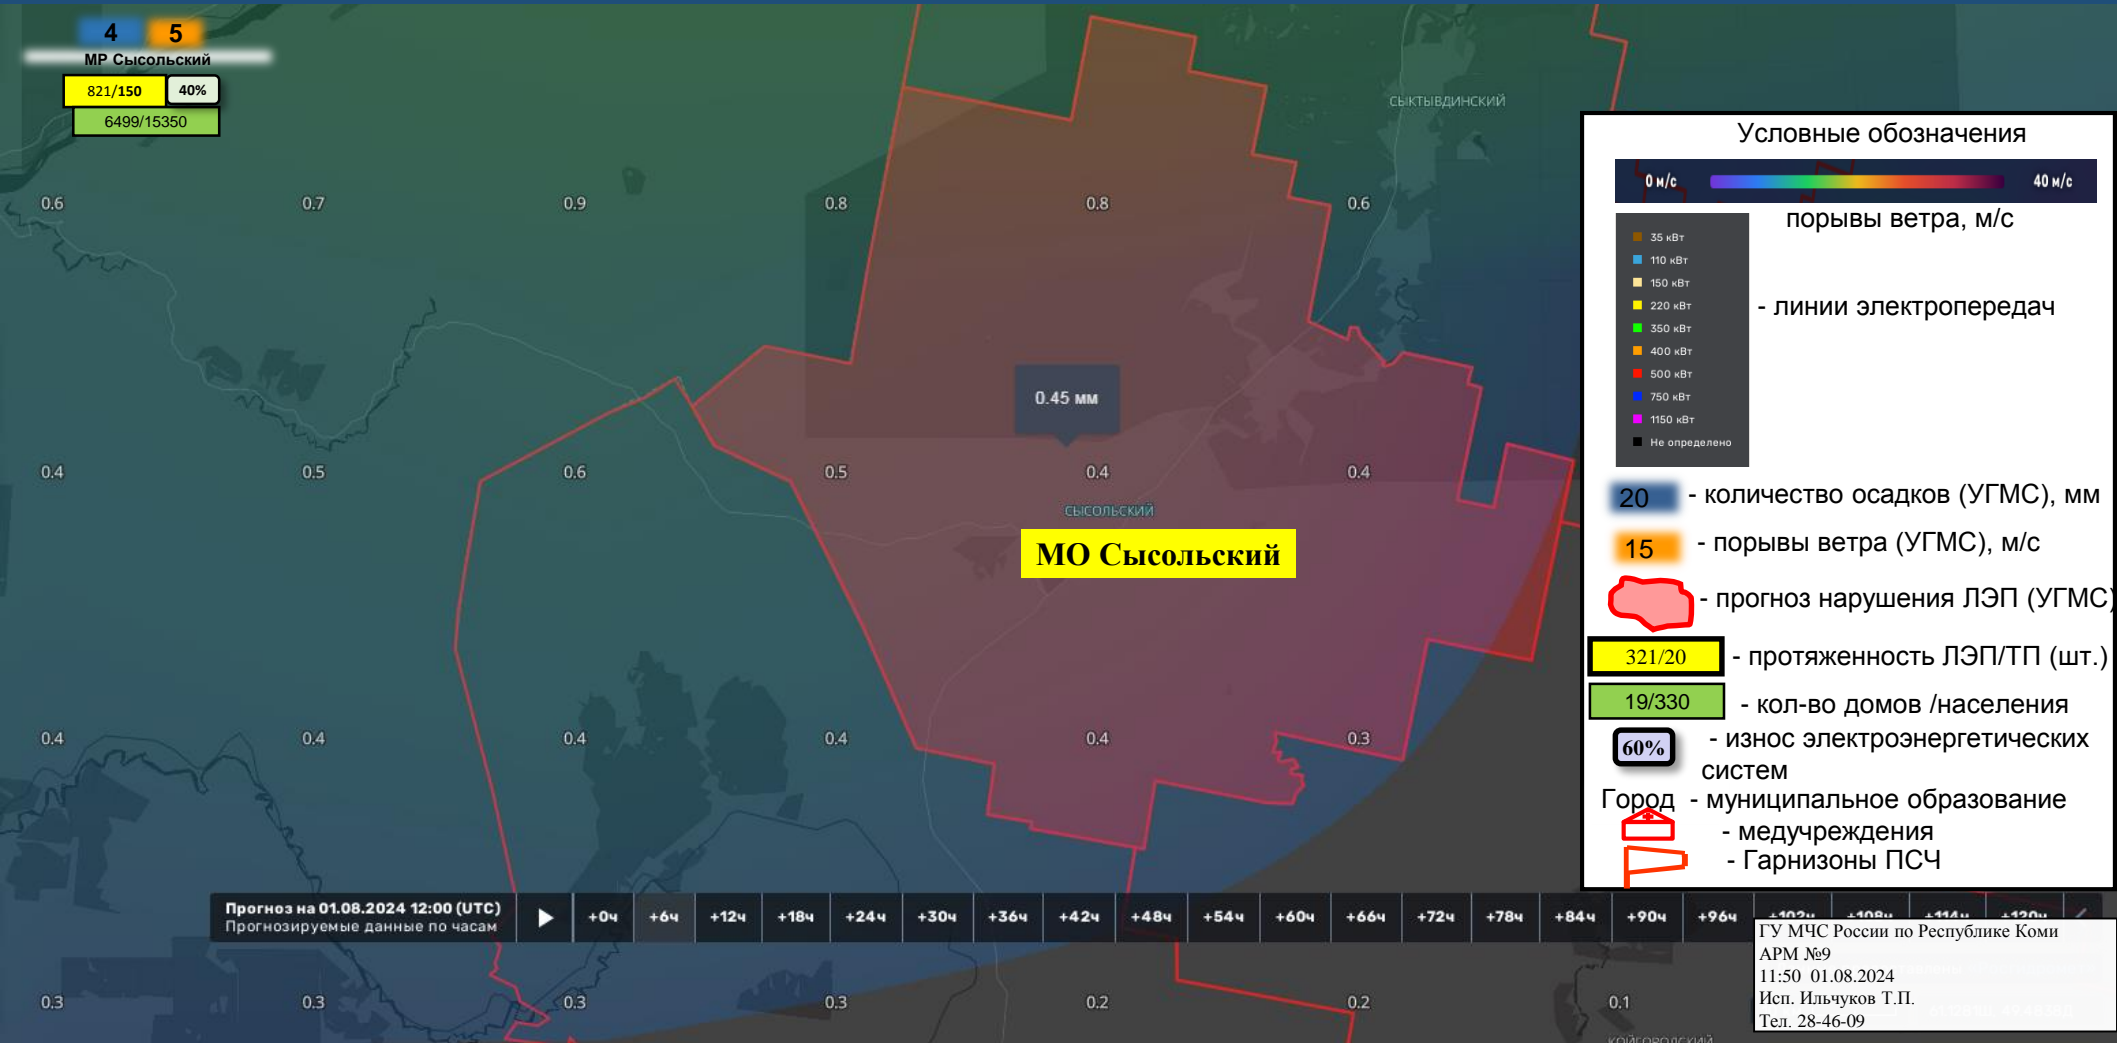 4 5
МР Сысольский
821/150 40%
6499/15350
СЫКТЫВДИНСКИЙ
0.6 0.7 0.9 0.8 0.8 0.6
0.45 мм
0.4 0.5 0.6 0.5 0.4 0.4
СЫСОЛЬСКИЙ
МО Сысольский
0.4 0.4 0.4 0.4 0.4 0.3
0.3 0.3 0.3 0.3 0.2 0.2 0.1
КОЙГОРОДСКИЙ
Условные обозначения
0 м/с 40 м/с
порывы ветра, м/с
35 кВт
110 кВт
150 кВт
220 кВт
350 кВт
400 кВт
500 кВт
750 кВт
1150 кВт
Не определено
- линии электропередач
20 - количество осадков (УГМС), мм
15 - порывы ветра (УГМС), м/с
- прогноз нарушения ЛЭП (УГМС)
321/20 - протяженность ЛЭП/ТП (шт.)
19/330 - кол-во домов /населения
60% - износ электроэнергетических
систем
Город - муниципальное образование
- медучреждения
- Гарнизоны ПСЧ
Прогноз на 01.08.2024 12:00 (UTC)
Прогнозируемые данные по часам
+0ч +6ч +12ч +18ч +24ч +30ч +36ч +42ч +48ч +54ч +60ч +66ч +72ч +78ч +84ч +90ч +96ч +102ч +108ч +114ч +120ч
ГУ МЧС России по Республике Коми
АРМ №9
11:50 01.08.2024
Исп. Ильчуков Т.П.
Тел. 28-46-09